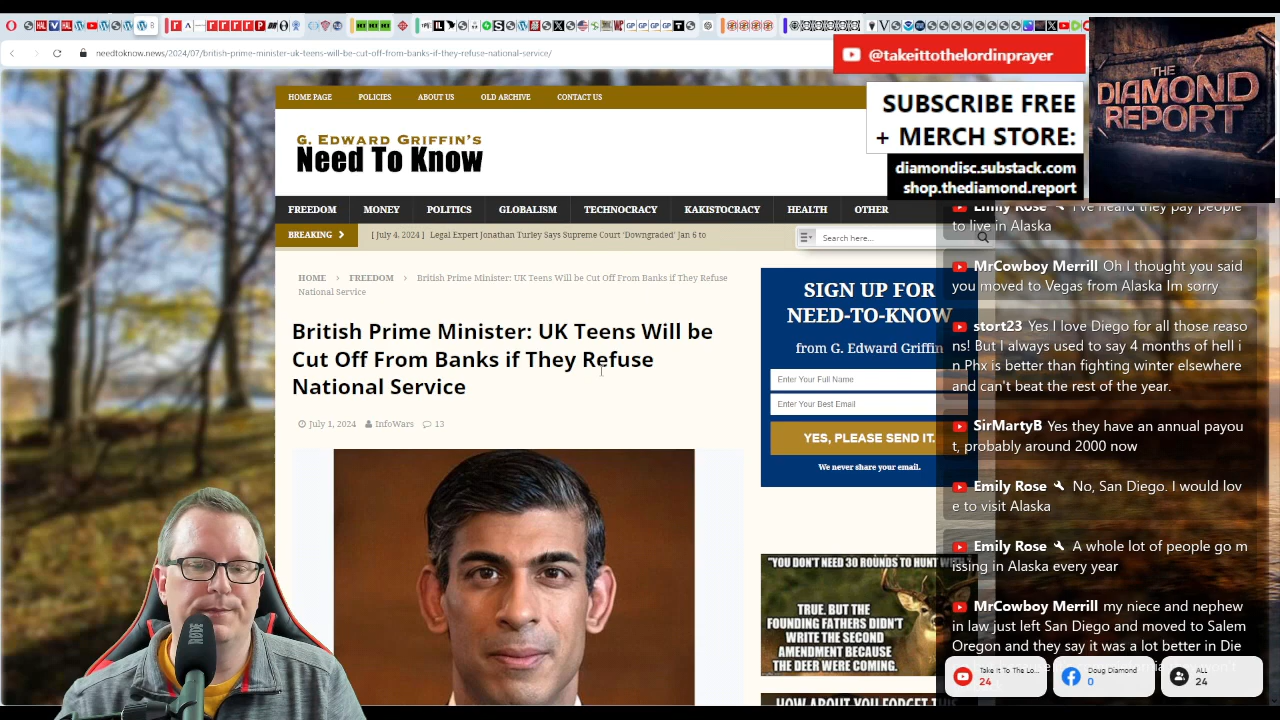 needtoknow.news/2024/07/british-prime-minister-uk-teens-will-be-cut-off-from-banks-if-they-refuse-national-service/
@takeittothelordinprayer
THE
DIAMOND
REPORT
SUBSCRIBE FREE
+ MERCH STORE:
diamondisc.substack.com
shop.thediamond.report
HOME PAGE POLICIES ABOUT US OLD ARCHIVE CONTACT US
G. EDWARD GRIFFIN'S
Need To Know
FREEDOM MONEY POLITICS GLOBALISM TECHNOCRACY KAKISTOCRACY HEALTH OTHER
BREAKING
[ July 4, 2024 ] Legal Expert Jonathan Turley Says Supreme Court 'Downgraded' Jan 6 to
Search here...
HOME > FREEDOM > British Prime Minister: UK Teens Will be Cut Off From Banks if They Refuse
National Service
British Prime Minister: UK Teens Will be
Cut Off From Banks if They Refuse
National Service
July 1, 2024 InfoWars 13
SIGN UP FOR
NEED-TO-KNOW
from G. Edward Griffin
Enter Your Full Name
Enter Your Best Email
YES, PLEASE SEND IT.
We never share your email.
"YOU DON'T NEED 30 ROUNDS TO HUNT
TRUE. BUT THE
FOUNDING FATHERS DIDN'T
WRITE THE SECOND
AMENDMENT BECAUSE
THE DEER WERE COMING.
HOW ABOUT YOU FORGET
RØDE
Emily Rose I've heard they pay people
to live in Alaska
MrCowboy Merrill Oh I thought you said
you moved to Vegas from Alaska Im sorry
stort23 Yes I love Diego for all those reaso
ns! But I always used to say 4 months of hell i
n Phx is better than fighting winter elsewhere
and can't beat the rest of the year.
SirMartyB Yes they have an annual payou
t, probably around 2000 now
Emily Rose No, San Diego. I would lov
e to visit Alaska
Emily Rose A whole lot of people go m
issing in Alaska every year
MrCowboy Merrill my niece and nephew
in law just left San Diego and moved to Salem
Oregon and they say it was a lot better in Die
Take It To The Lo...
24
Doug Diamond
0
ALL
24